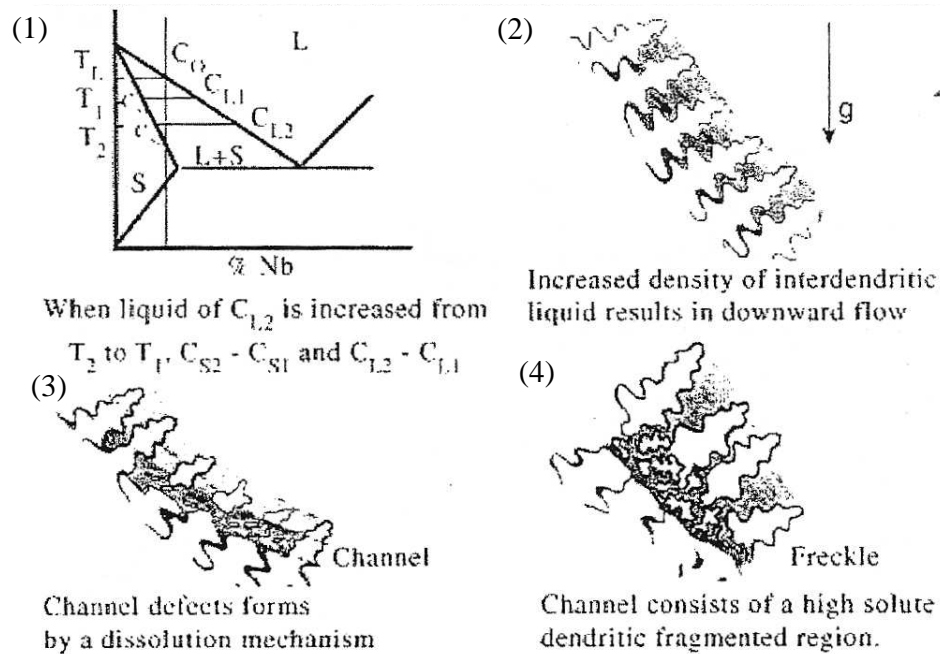 (1)
L
T_L
C_O
T_1
C_L1
T_2
C_L2
L+S
S
% Nb
When liquid of C_L2 is increased from
T_2 to T_1, C_S2 - C_S1 and C_L2 - C_L1
(2)
g
Increased density of interdendritic
liquid results in downward flow
(3)
Channel
Channel defects forms
by a dissolution mechanism
(4)
Freckle
Channel consists of a high solute
dendritic fragmented region.